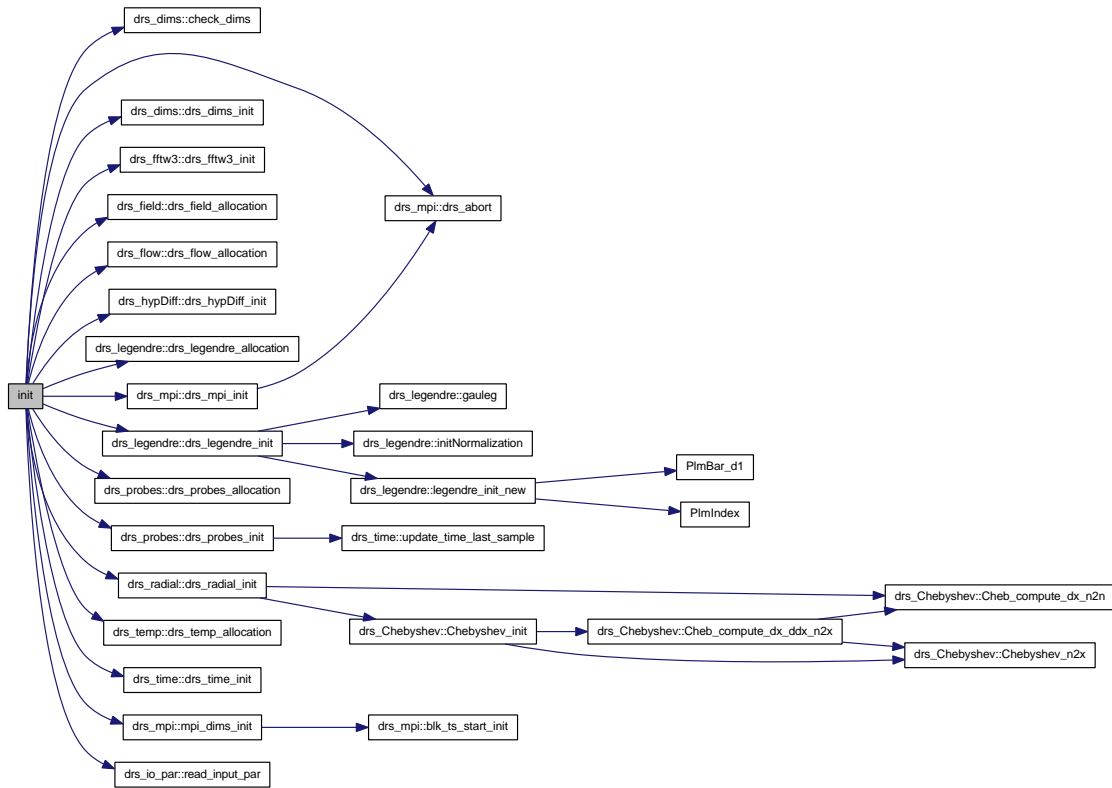 drs_dims::check_dims
drs_dims::drs_dims_init
drs_fftw3::drs_fftw3_init
drs_field::drs_field_allocation
drs_mpi::drs_abort
drs_flow::drs_flow_allocation
drs_hypDiff::drs_hypDiff_init
drs_legendre::drs_legendre_allocation
init
drs_mpi::drs_mpi_init
drs_legendre::gauleg
drs_legendre::drs_legendre_init
drs_legendre::initNormalization
PlmBar_d1
drs_probes::drs_probes_allocation
drs_legendre::legendre_init_new
PlmIndex
drs_probes::drs_probes_init
drs_time::update_time_last_sample
drs_radial::drs_radial_init
drs_Chebyshev::Cheb_compute_dx_n2n
drs_temp::drs_temp_allocation
drs_Chebyshev::Chebyshev_init
drs_Chebyshev::Cheb_compute_dx_ddx_n2x
drs_Chebyshev::Chebyshev_n2x
drs_time::drs_time_init
drs_mpi::mpi_dims_init
drs_mpi::blk_ts_start_init
drs_io_par::read_input_par